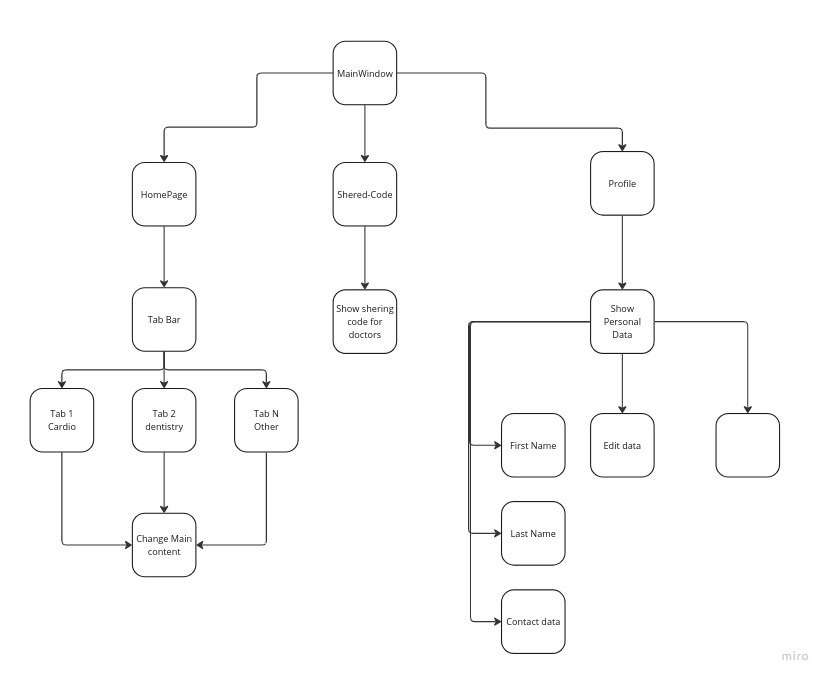 MainWindow
HomePage
Shered-Code
Profile
Tab Bar
Show shering
code for
doctors
Show
Personal
Data
Tab 1
Cardio
Tab 2
dentistry
Tab N
Other
First Name
Edit data
Change Main
content
Last Name
Contact data
miro